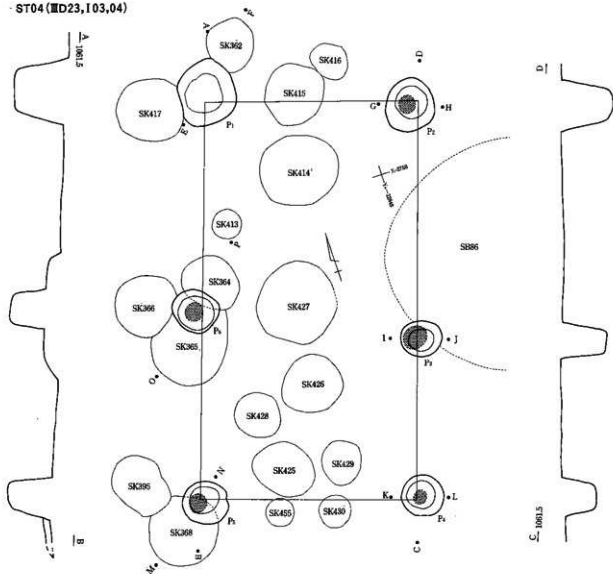 ST04 (ⅢD23,I03,04)
A
1061.5
A
F
SK362
SK416
D
D
SK417
SK415
G
H
E
P1
P2
SK414
SK413
SB86
SK364
SK366
SK427
P6
I
J
SK365
P3
O
SK426
SK428
SK395
N
SK425
SK429
K
L
P5
SK455
SK430
P4
SK368
B
B
C
C 1061.5
M